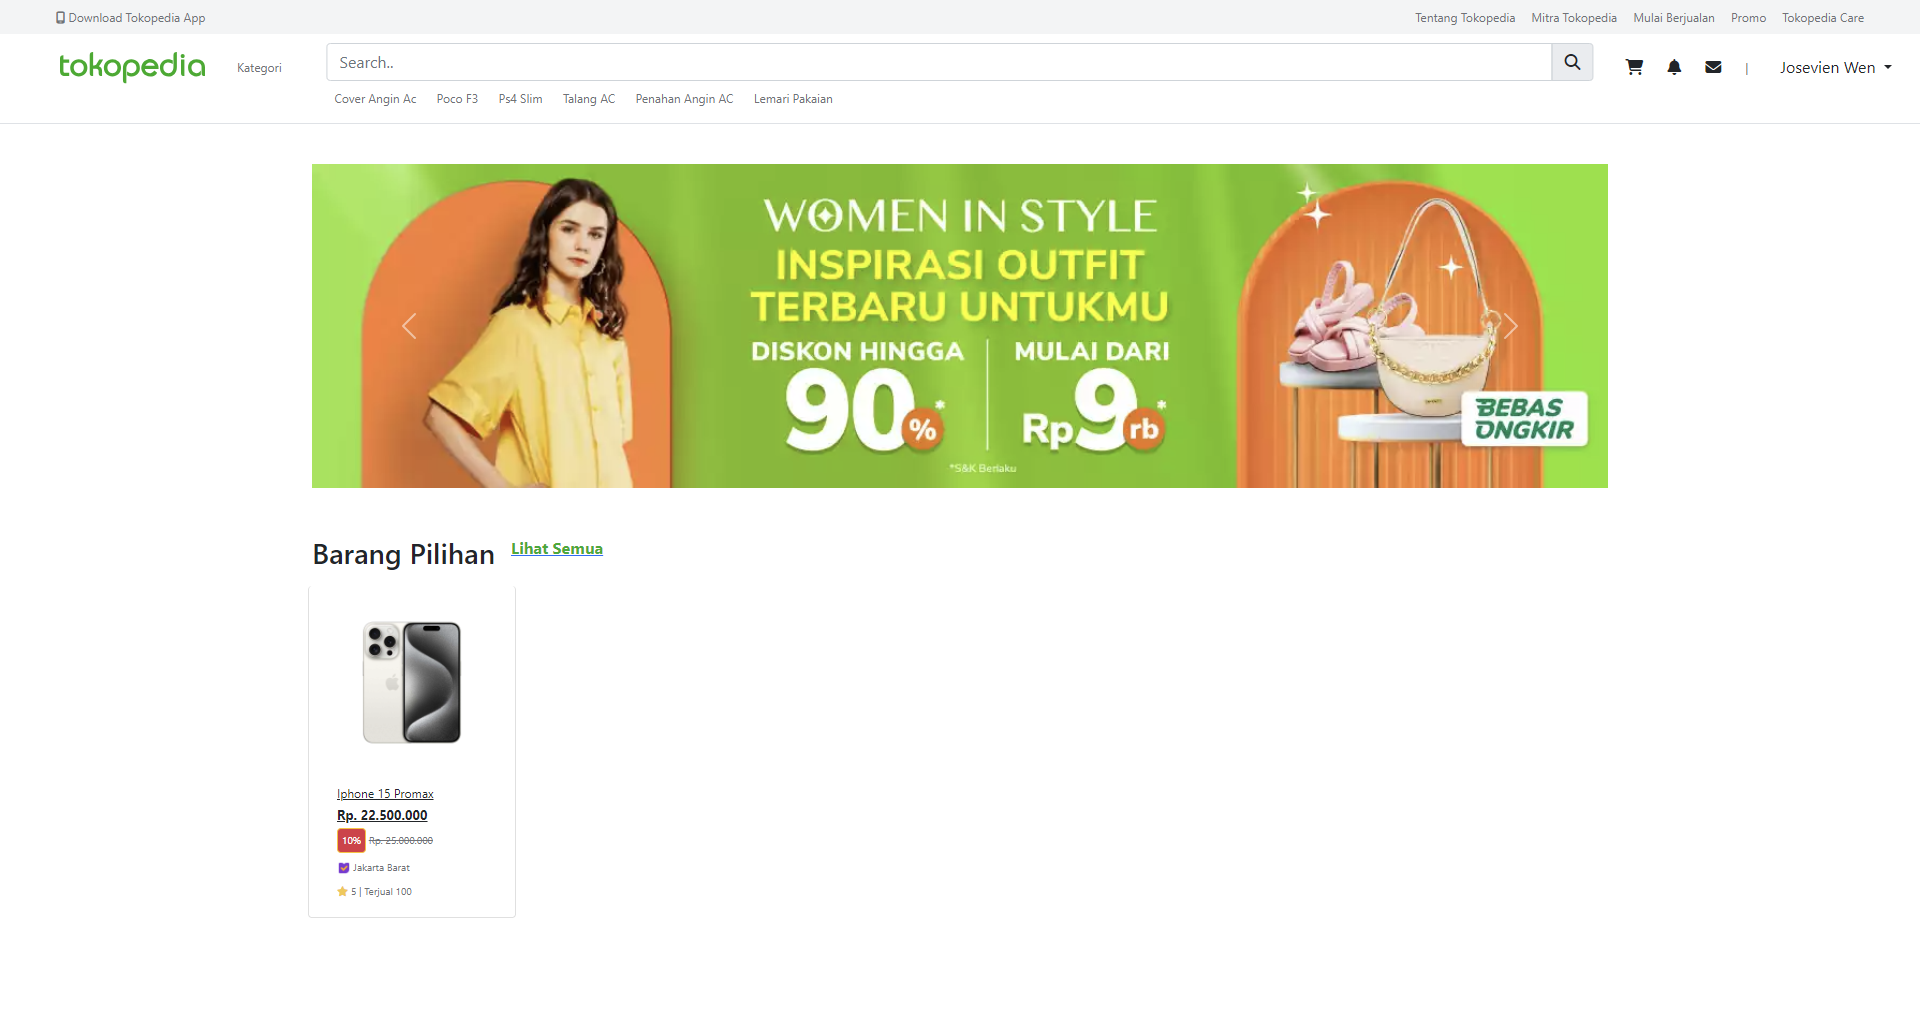 Download Tokopedia App
Tentang Tokopedia Mitra Tokopedia Mulai Berjualan Promo Tokopedia Care
tokopedia Kategori Search.. | Josevien Wen
Cover Angin Ac Poco F3 Ps4 Slim Talang AC Penahan Angin AC Lemari Pakaian
WOMEN IN STYLE
INSPIRASI OUTFIT
TERBARU UNTUKMU
DISKON HINGGA
90%*
MULAI DARI
Rp9rb*
*S&K Berlaku
BEBAS
ONGKIR
Barang Pilihan Lihat Semua
Iphone 15 Promax
Rp. 22.500.000
10% Rp. 25.000.000
Jakarta Barat
5 | Terjual 100